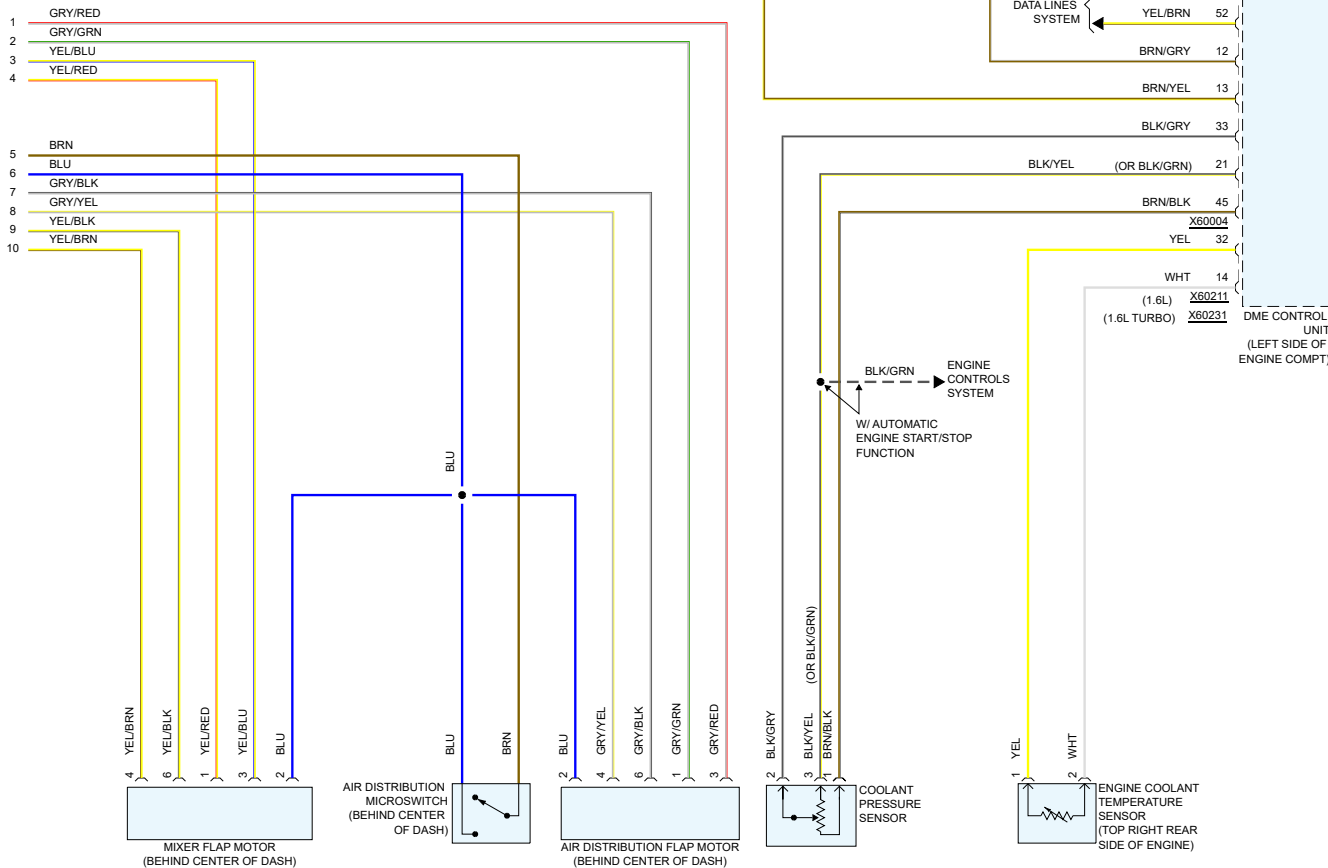 1 GRY/RED
2 GRY/GRN
3 YEL/BLU
4 YEL/RED
5 BRN
6 BLU
7 GRY/BLK
8 GRY/YEL
9 YEL/BLK
10 YEL/BRN
DATA LINES
SYSTEM
YEL/BRN 52
BRN/GRY 12
BRN/YEL 13
BLK/GRY 33
BLK/YEL (OR BLK/GRN) 21
BRN/BLK 45
X60004
YEL 32
WHT 14
(1.6L) X60211
(1.6L TURBO) X60231
DME CONTROL
UNIT
(LEFT SIDE OF
ENGINE COMPT)
BLK/GRN
ENGINE
CONTROLS
SYSTEM
W/ AUTOMATIC
ENGINE START/STOP
FUNCTION
BLU
(OR BLK/GRN)
YEL/BRN
YEL/BLK
YEL/RED
YEL/BLU
BLU
BLU
BRN
BLU
GRY/YEL
GRY/BLK
GRY/GRN
GRY/RED
BLK/GRY
BLK/YEL
BRN/BLK
YEL
WHT
4 6 1 3 2
2 4 6 1 3
2 3 1
1 2
MIXER FLAP MOTOR
(BEHIND CENTER OF DASH)
AIR DISTRIBUTION
MICROSWITCH
(BEHIND CENTER
OF DASH)
AIR DISTRIBUTION FLAP MOTOR
(BEHIND CENTER OF DASH)
COOLANT
PRESSURE
SENSOR
ENGINE COOLANT
TEMPERATURE
SENSOR
(TOP RIGHT REAR
SIDE OF ENGINE)